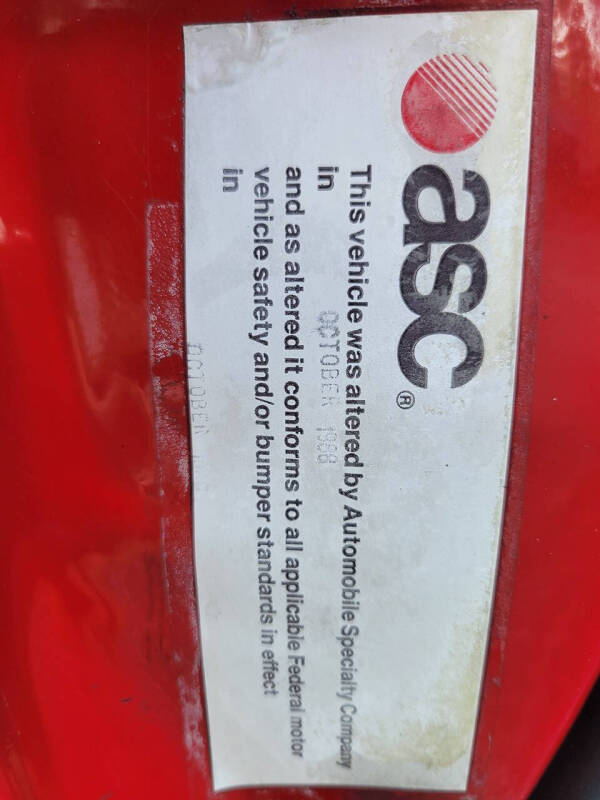 asc®
This vehicle was altered by Automobile Specialty Company
in OCTOBER 1988
and as altered it conforms to all applicable Federal motor
vehicle safety and/or bumper standards in effect
in
OCTOBER